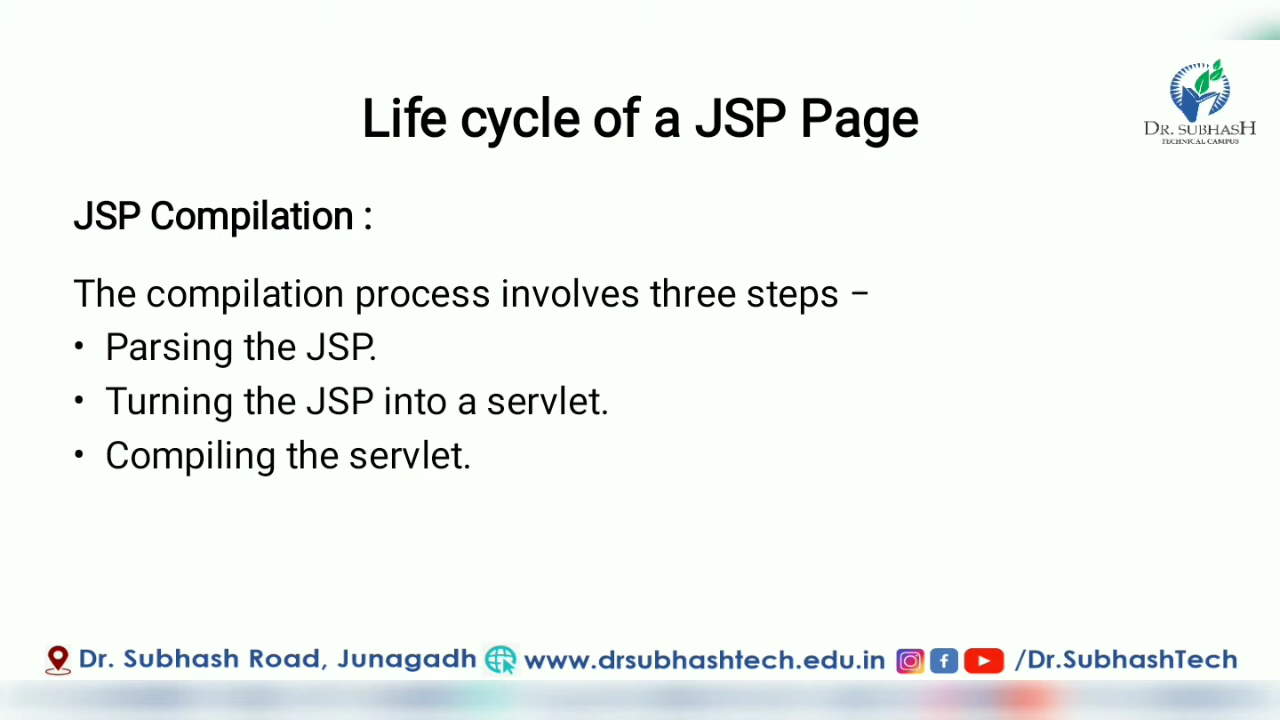 Life cycle of a JSP Page
DR. SUBHASH
TECHNICAL CAMPUS
JSP Compilation :
The compilation process involves three steps −
• Parsing the JSP.
• Turning the JSP into a servlet.
• Compiling the servlet.
Dr. Subhash Road, Junagadh www.drsubhashtech.edu.in /Dr.SubhashTech